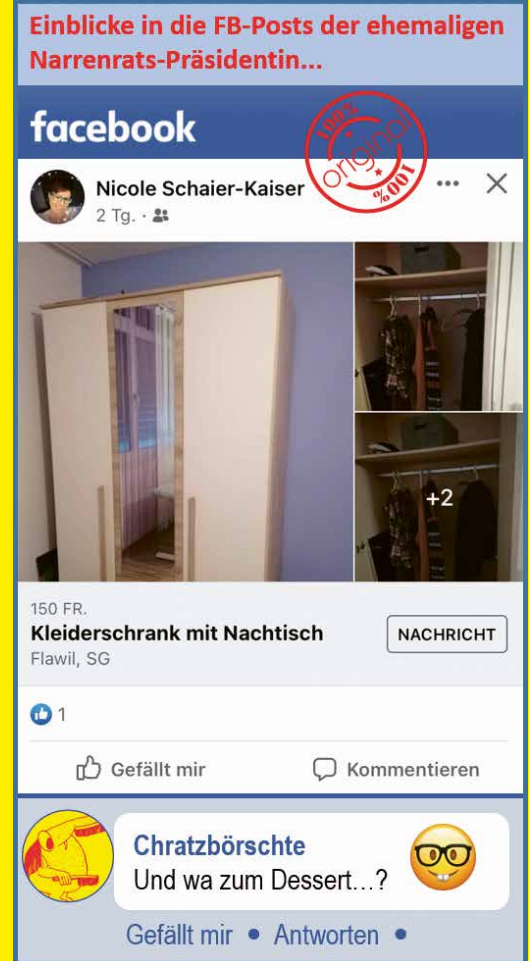 Einblicke in die FB-Posts der ehemaligen
Narrenrats-Präsidentin...
facebook
100%
original
100%
Nicole Schaier-Kaiser
2 Tg. ·
+2
150 FR.
Kleiderschrank mit Nachtisch
NACHRICHT
Flawil, SG
1
Gefällt mir
Kommentieren
Chratzbörschte
Und wa zum Dessert...?
Gefällt mir • Antworten •